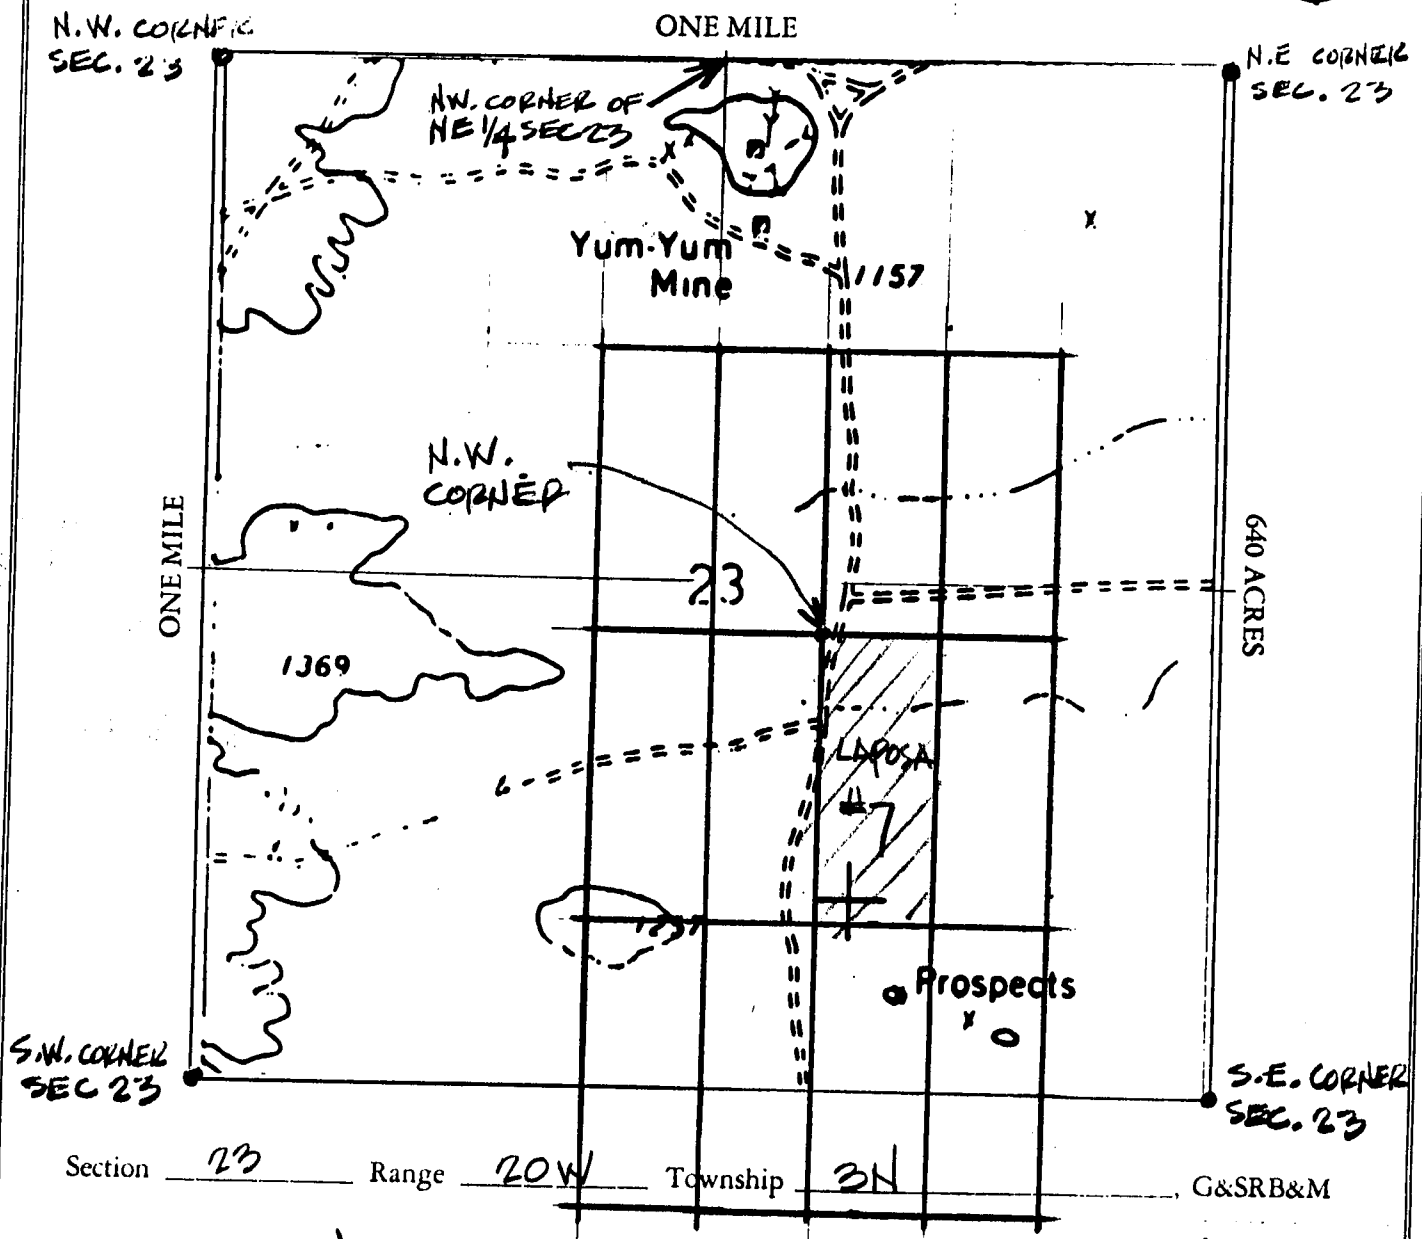 N.W. CORNER
SEC. 23
ONE MILE
N.E CORNER
SEC. 23
NW. CORNER OF
NE 1/4 SEC 23
Yum-Yum
Mine
1157
N.W.
CORNER
ONE MILE
23
640 ACRES
1369
LAPOSA
#7
Prospects
S.W. CORNER
SEC 23
S.E. CORNER
SEC. 23
Section 23 Range 20W Township 3N, G&SRB&M